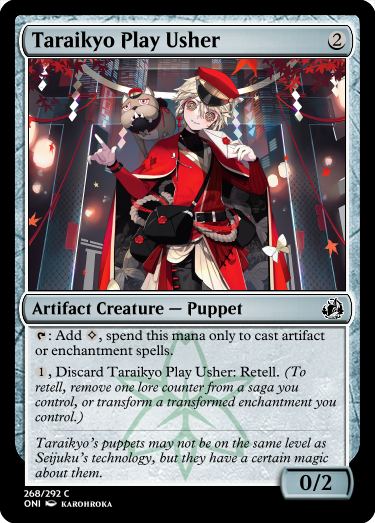 Taraikyo Play Usher 2
Artifact Creature — Puppet
: Add , spend this mana only to cast artifact
or enchantment spells.
1, Discard Taraikyo Play Usher: Retell. (To
retell, remove one lore counter from a saga you
control, or transform a transformed enchantment you
control.)
Taraikyo's puppets may not be on the same level as
Seijuku's technology, but they have a certain magic
about them.
0/2
268/292 C
ONI KAROHROKA